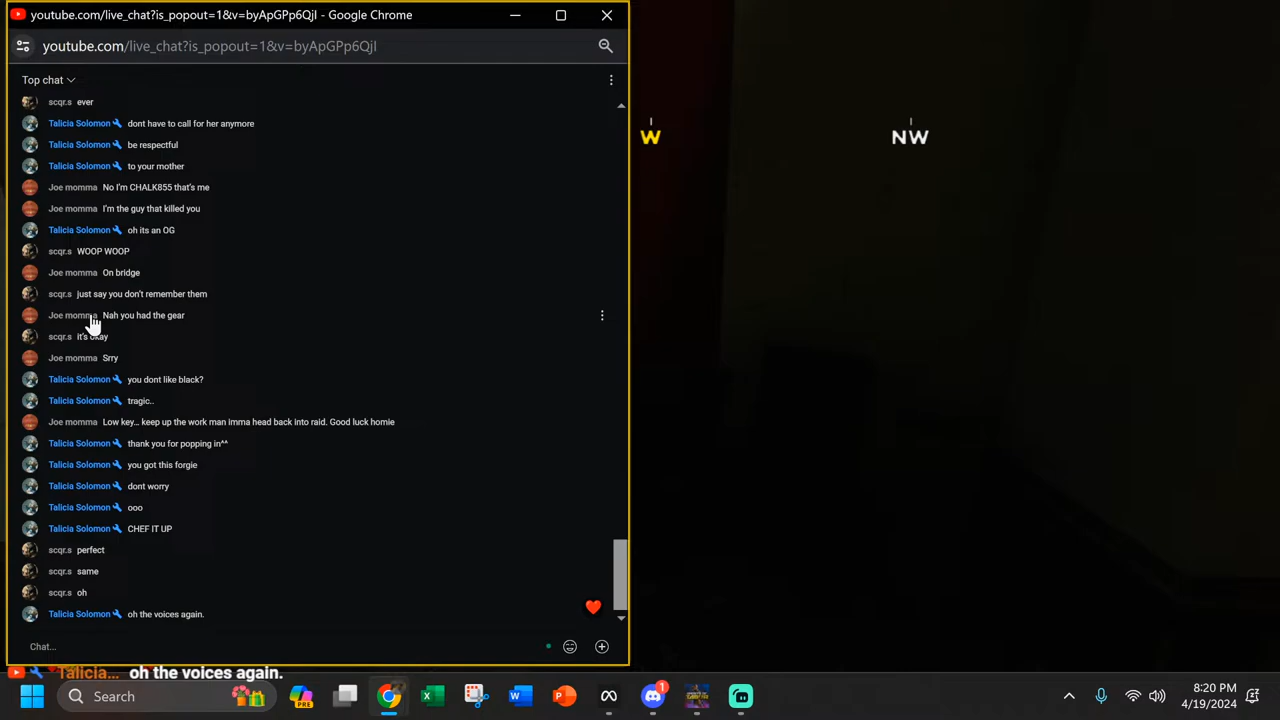 youtube.com/live_chat?is_popout=1&v=byApGPp6QjI - Google Chrome
youtube.com/live_chat?is_popout=1&v=byApGPp6QjI
Top chat
scqr.s ever
Talicia Solomon dont have to call for her anymore
Talicia Solomon be respectful
Talicia Solomon to your mother
Joe momma No I'm CHALK855 that's me
Joe momma I'm the guy that killed you
Talicia Solomon oh its an OG
scqr.s WOOP WOOP
Joe momma On bridge
scqr.s just say you don't remember them
Joe momma Nah you had the gear
scqr.s it's okay
Joe momma Srry
Talicia Solomon you dont like black?
Talicia Solomon tragic..
Joe momma Low key… keep up the work man imma head back into raid. Good luck homie
Talicia Solomon thank you for popping in^^
Talicia Solomon you got this forgie
Talicia Solomon dont worry
Talicia Solomon ooo
Talicia Solomon CHEF IT UP
scqr.s perfect
scqr.s same
scqr.s oh
Talicia Solomon oh the voices again.
Chat...
W
NW
Talicia... oh the voices again.
Search
PRE
1
8:20 PM
4/19/2024